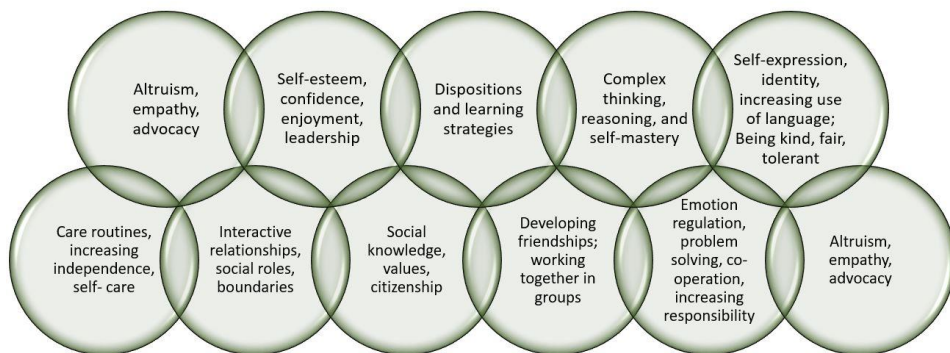 Altruism,
empathy,
advocacy
Self-esteem,
confidence,
enjoyment,
leadership
Dispositions
and learning
strategies
Complex
thinking,
reasoning, and
self-mastery
Self-expression,
identity,
increasing use
of language;
Being kind, fair,
tolerant
Care routines,
increasing
independence,
self- care
Interactive
relationships,
social roles,
boundaries
Social
knowledge,
values,
citizenship
Developing
friendships;
working
together in
groups
Emotion
regulation,
problem
solving, co-
operation,
increasing
responsibility
Altruism,
empathy,
advocacy